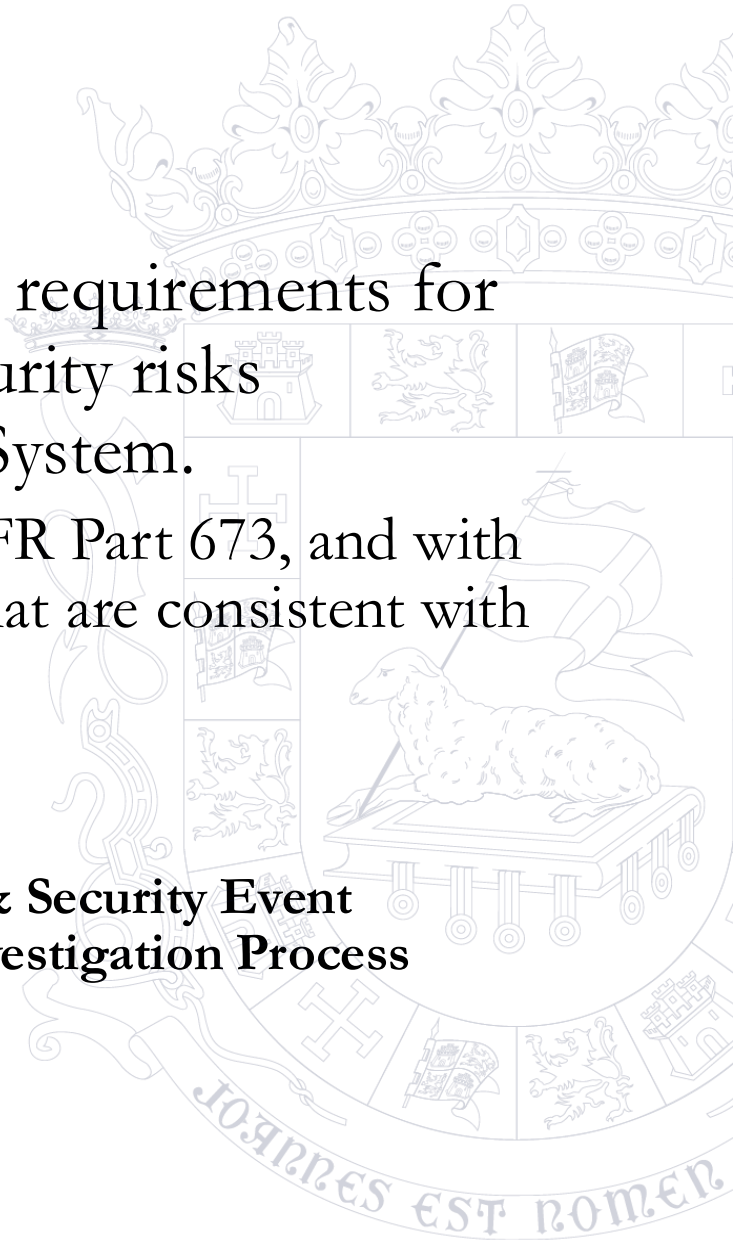 requirements for
urity risks
System.
FR Part 673, and with
at are consistent with
& Security Event
vestigation Process
JOANNES EST NOMEN